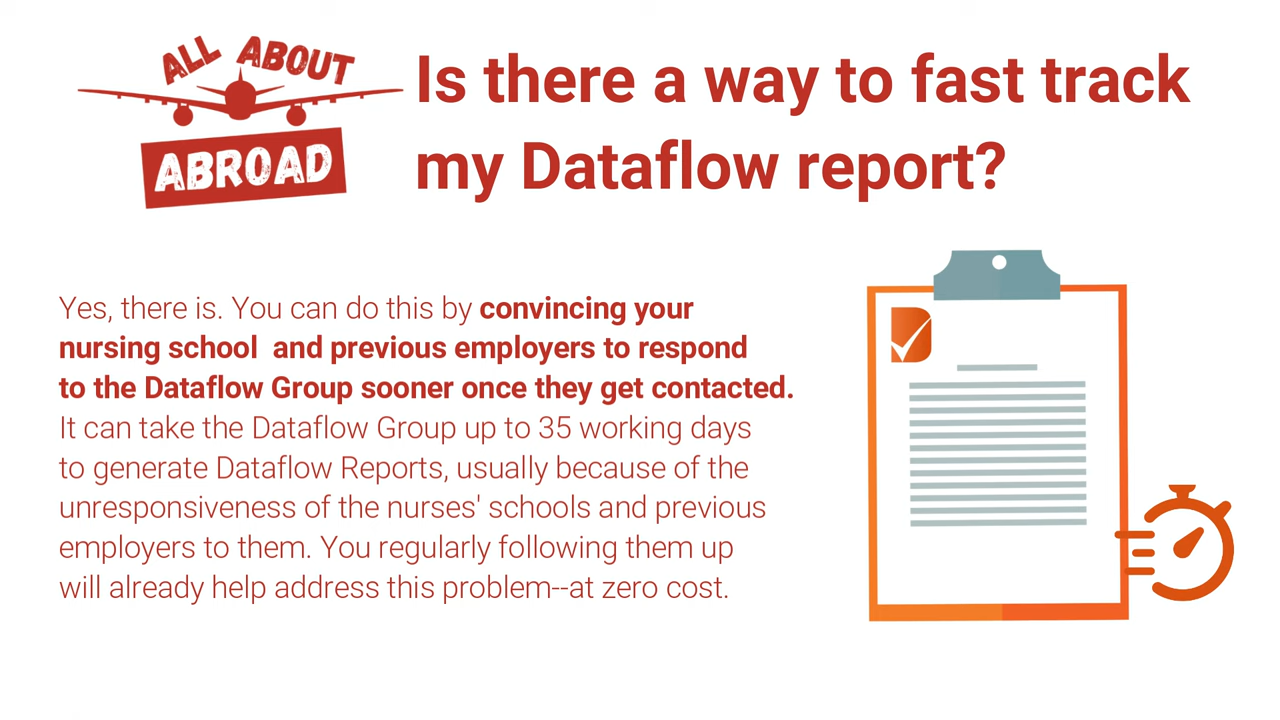 ALL ABOUT
ABROAD
Is there a way to fast track
my Dataflow report?
Yes, there is. You can do this by convincing your
nursing school  and previous employers to respond
to the Dataflow Group sooner once they get contacted.
It can take the Dataflow Group up to 35 working days
to generate Dataflow Reports, usually because of the
unresponsiveness of the nurses' schools and previous
employers to them. You regularly following them up
will already help address this problem--at zero cost.